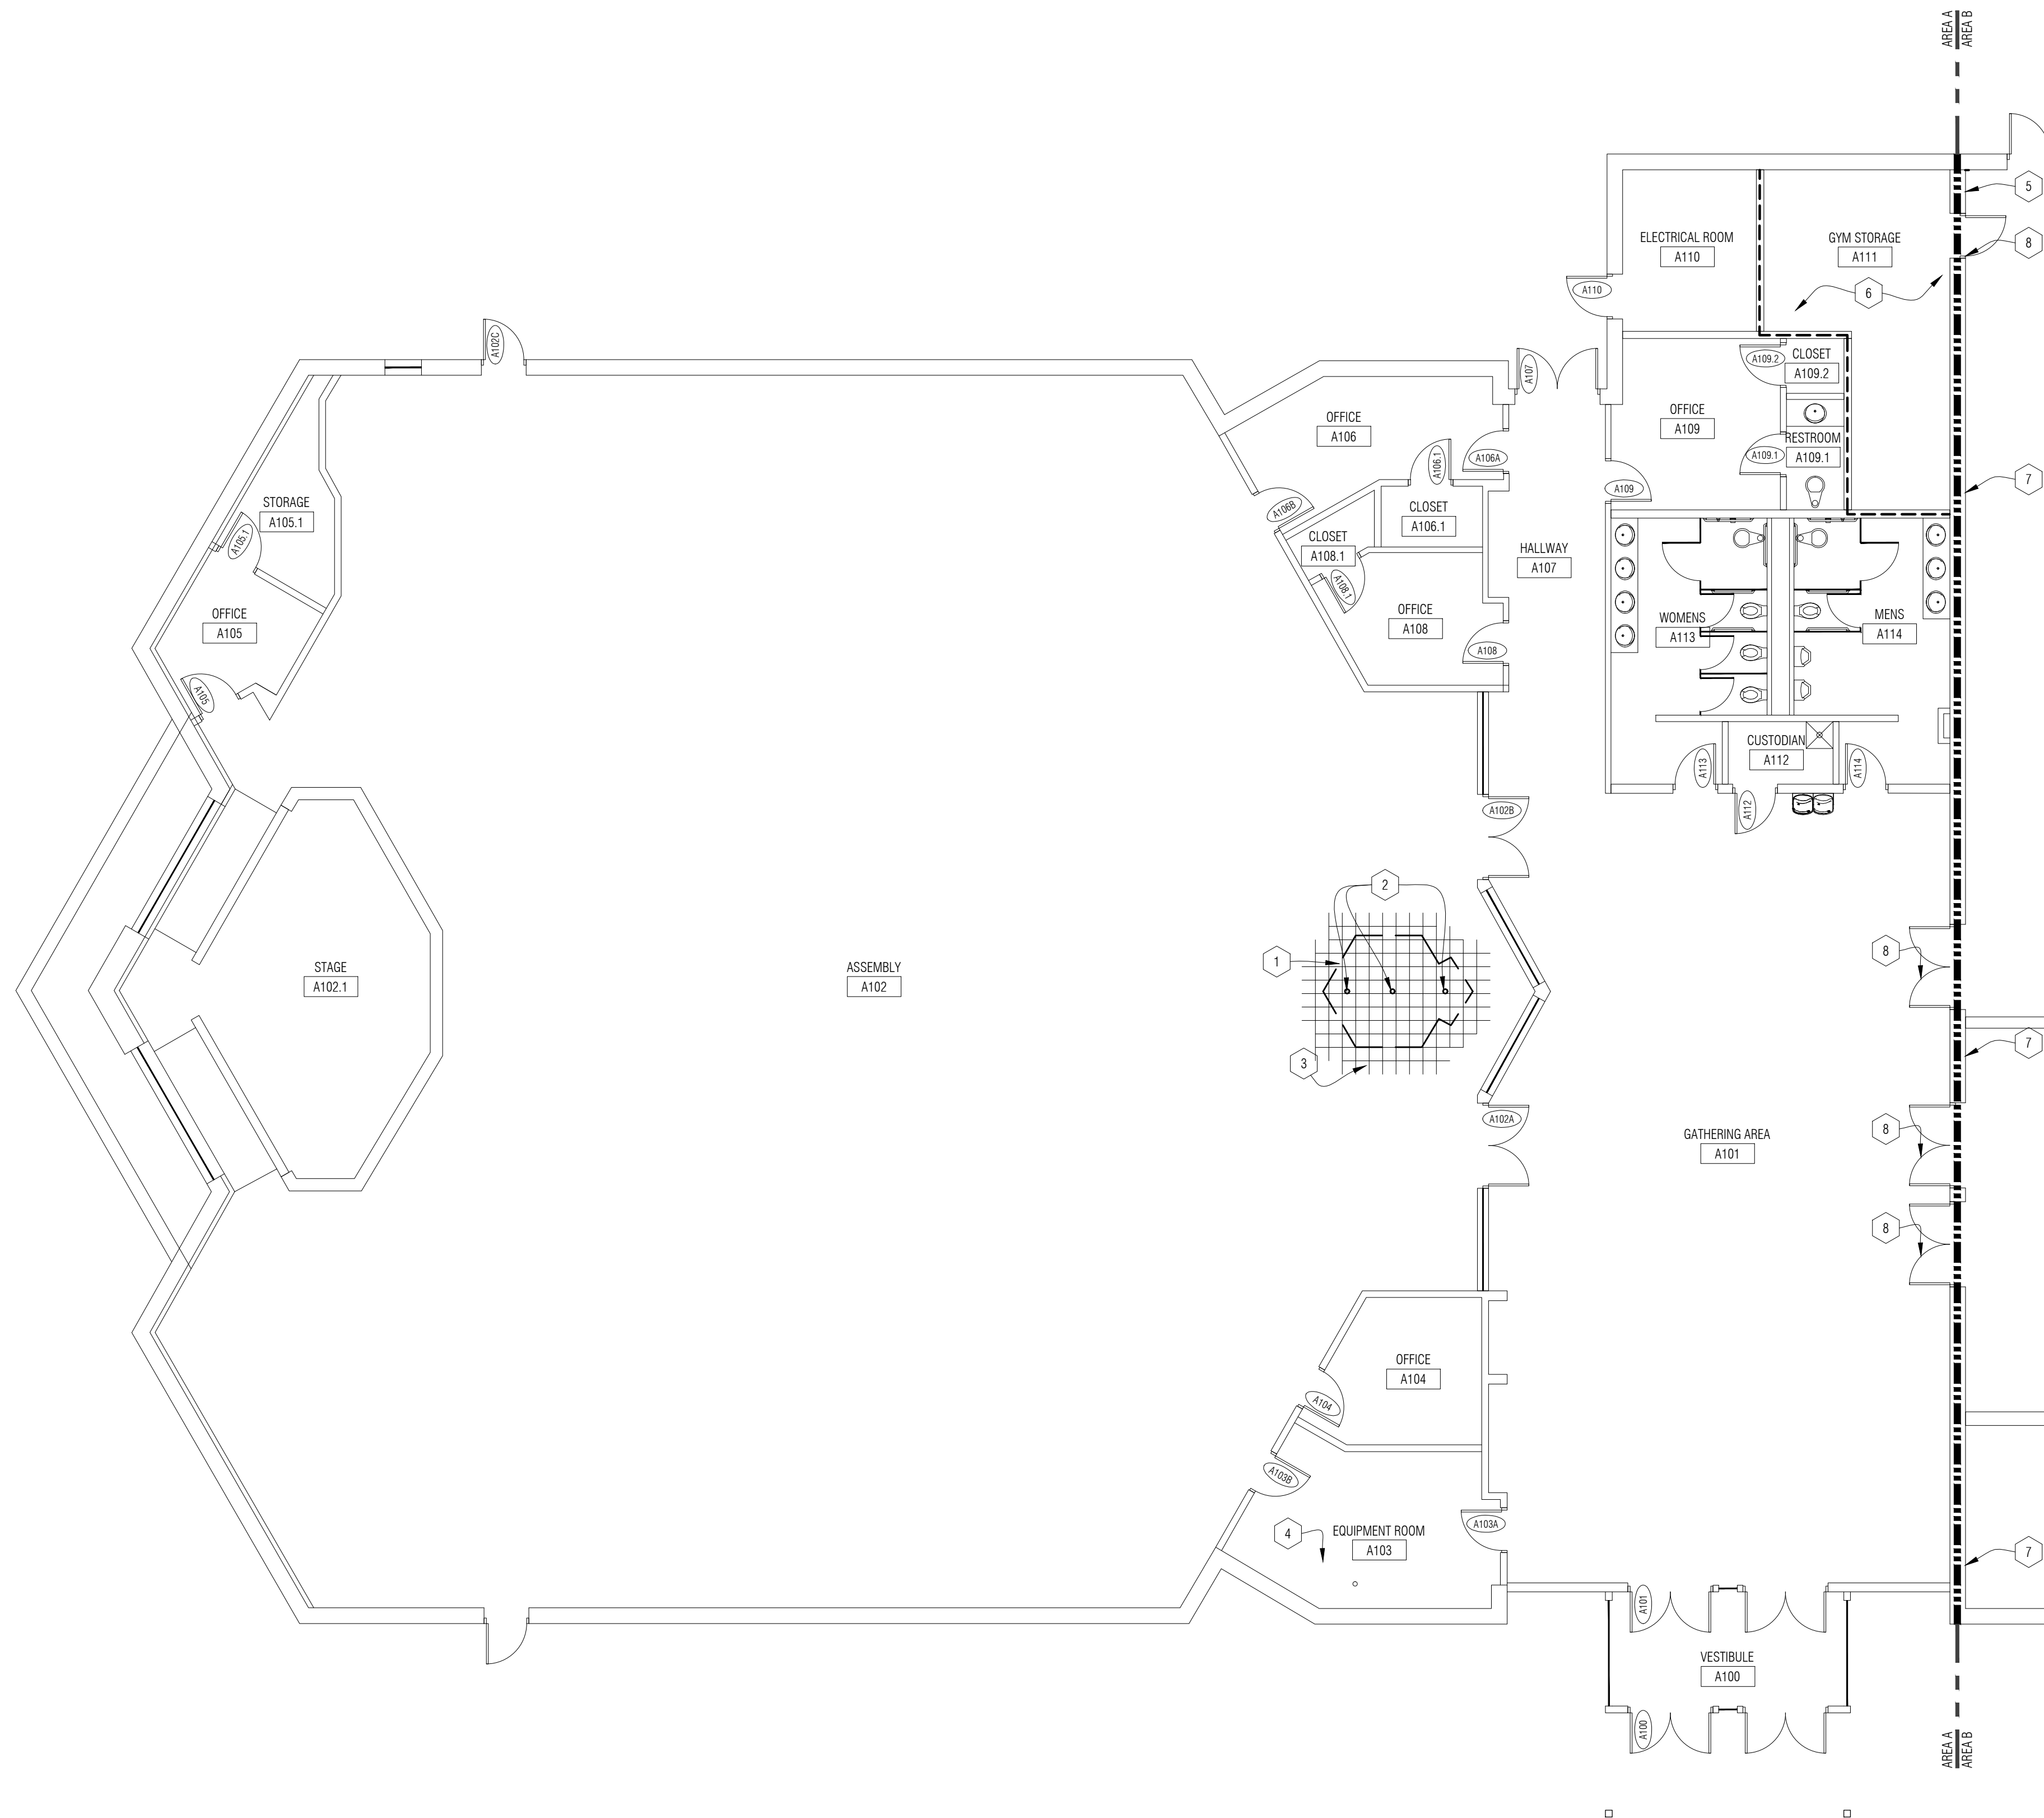 AREA A
AREA B
5
ELECTRICAL ROOM
A110
GYM STORAGE
A111
8
A110
6
A102C
A107
A109.2
CLOSET
A109.2
OFFICE
A106
OFFICE
A109
RESTROOM
A109.1
A109.1
A106.1
A106A
7
A109
STORAGE
A105.1
A106B
CLOSET
A106.1
A105.1
CLOSET
A108.1
HALLWAY
A107
A108.1
OFFICE
A105
OFFICE
A108
WOMENS
A113
MENS
A114
A108
A105
CUSTODIAN
A112
A113
A114
A112
A102B
2
8
1
STAGE
A102.1
ASSEMBLY
A102
3
7
A102A
GATHERING AREA
A101
8
8
OFFICE
A104
A104
A103B
4
EQUIPMENT ROOM
A103
A103A
7
A101
VESTIBULE
A100
A100
AREA A
AREA B